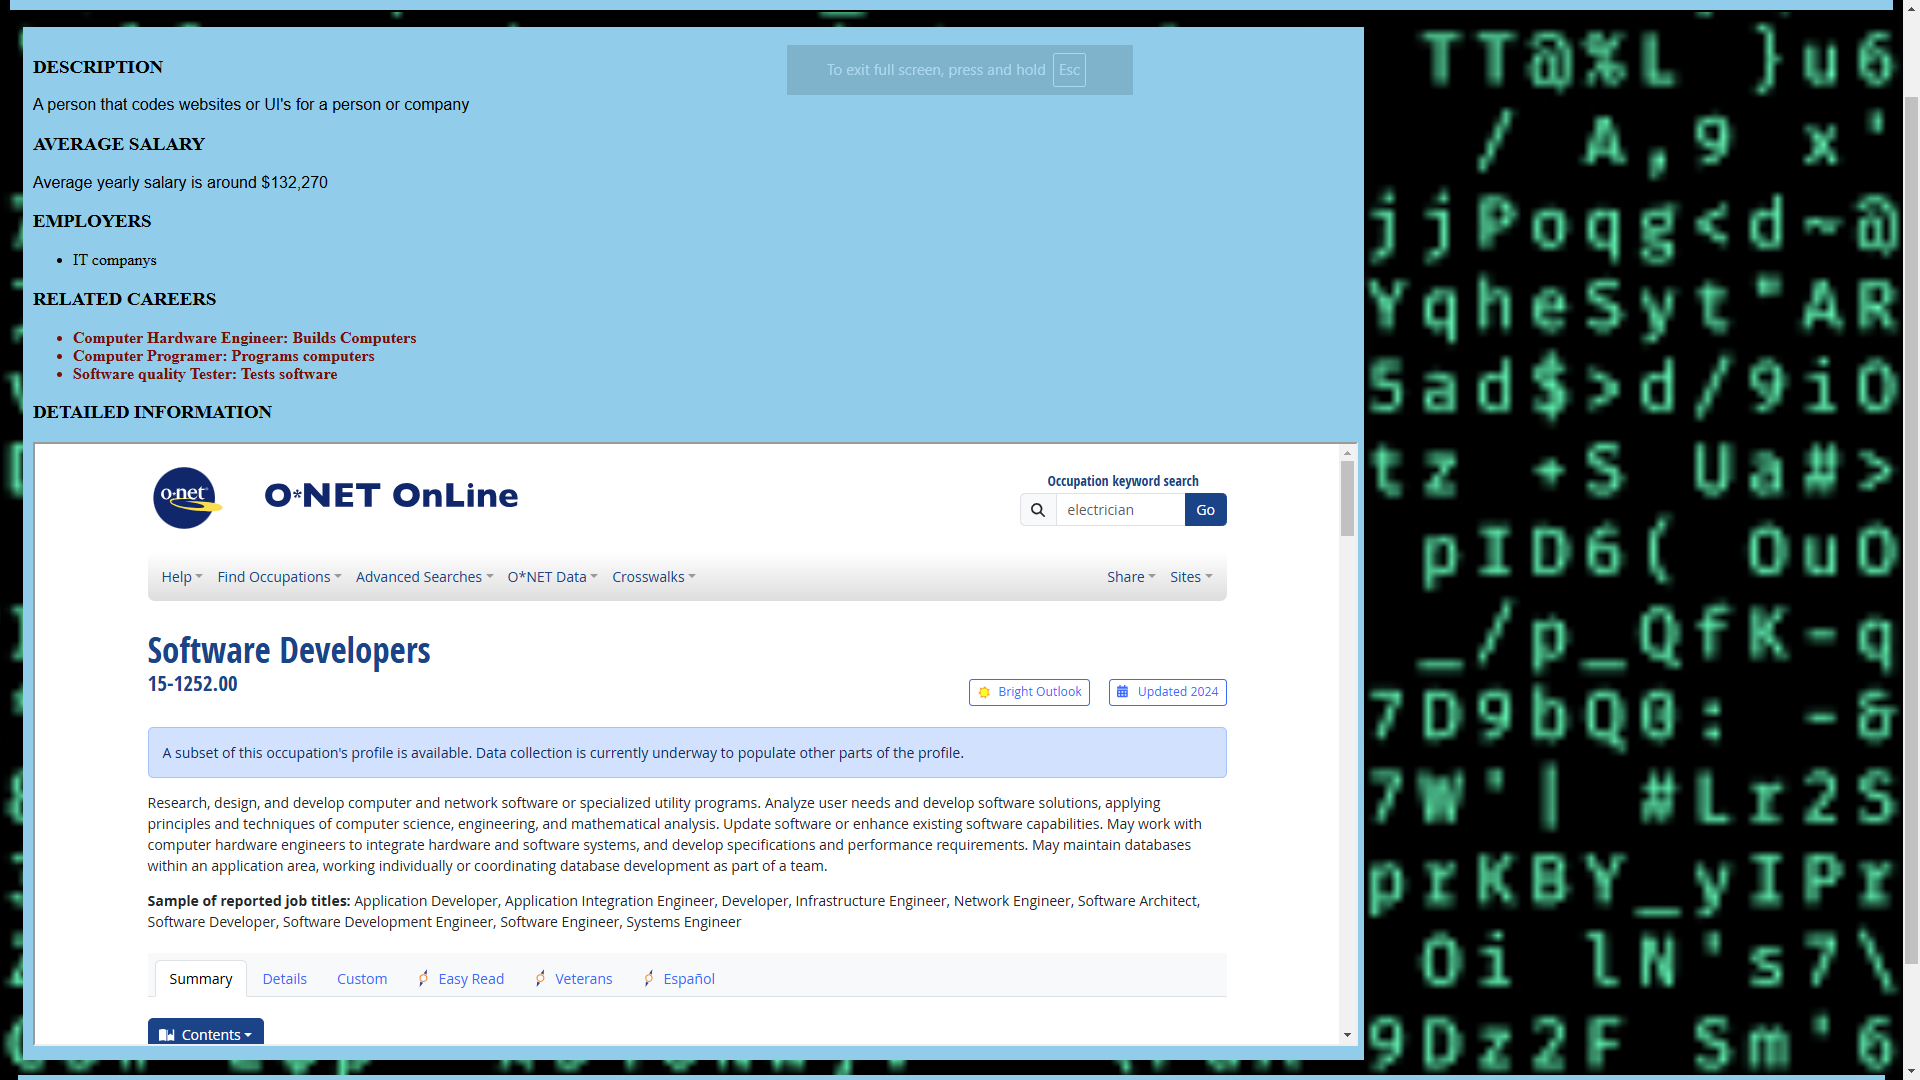 To exit full screen, press and hold Esc
DESCRIPTION
A person that codes websites or UI's for a person or company
AVERAGE SALARY
Average yearly salary is around $132,270
EMPLOYERS
• IT companys
RELATED CAREERS
• Computer Hardware Engineer: Builds Computers
• Computer Programer: Programs computers
• Software quality Tester: Tests software
DETAILED INFORMATION
o·net
O*NET OnLine
Occupation keyword search
electrician Go
Help Find Occupations Advanced Searches O*NET Data Crosswalks Share Sites
Software Developers
15-1252.00
Bright Outlook Updated 2024
A subset of this occupation's profile is available. Data collection is currently underway to populate other parts of the profile.
Research, design, and develop computer and network software or specialized utility programs. Analyze user needs and develop software solutions, applying
principles and techniques of computer science, engineering, and mathematical analysis. Update software or enhance existing software capabilities. May work with
computer hardware engineers to integrate hardware and software systems, and develop specifications and performance requirements. May maintain databases
within an application area, working individually or coordinating database development as part of a team.
Sample of reported job titles: Application Developer, Application Integration Engineer, Developer, Infrastructure Engineer, Network Engineer, Software Architect,
Software Developer, Software Development Engineer, Software Engineer, Systems Engineer
Summary Details Custom Easy Read Veterans Español
Contents
TT@%L }u6
/ A,9 x'
jjPoqg<d~@
YqheSyt"AR
5ad$>d/9iO
tz +S Ua#>
pID6( OuO
_/p_QfK-q
7D9bQ0: -&
7W'| #Lr2S
prKBY_yIPr
Oi lN's7\
9Dz2F Sm'6